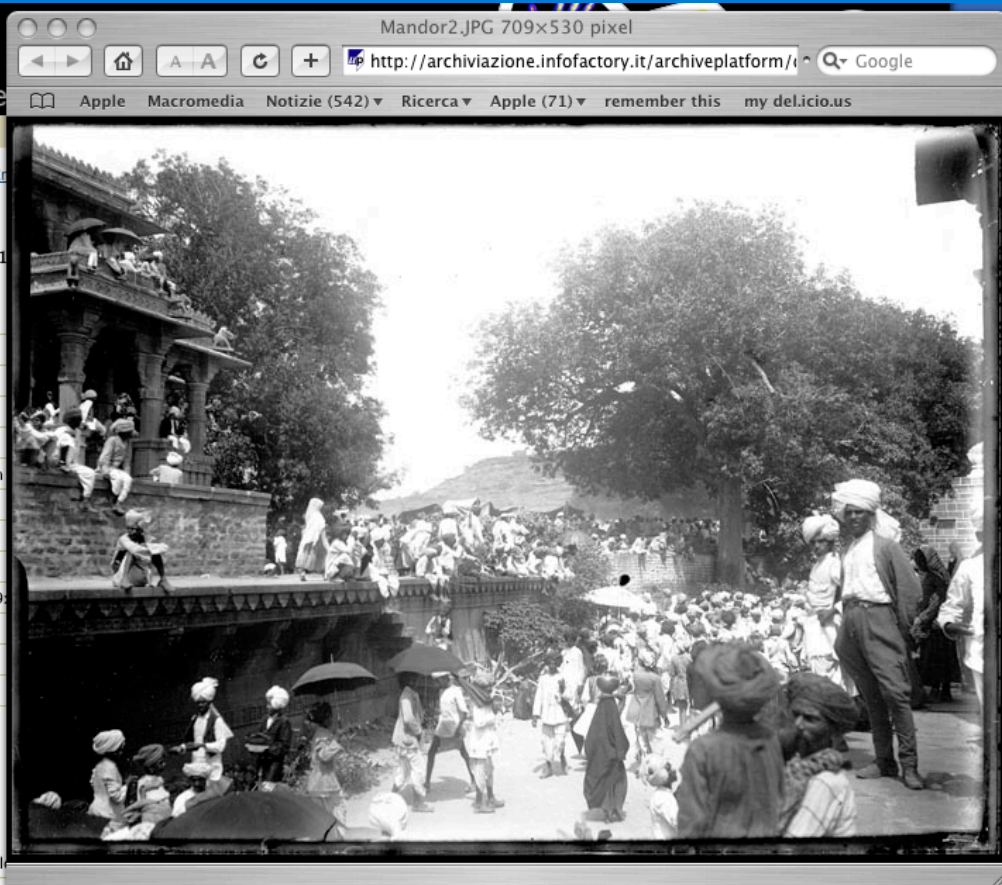 Mandor2.JPG 709×530 pixel
A A + http://archiviazione.infofactory.it/archiveplatform/ Google
Apple Macromedia Notizie (542) Ricerca Apple (71) remember this my del.icio.us